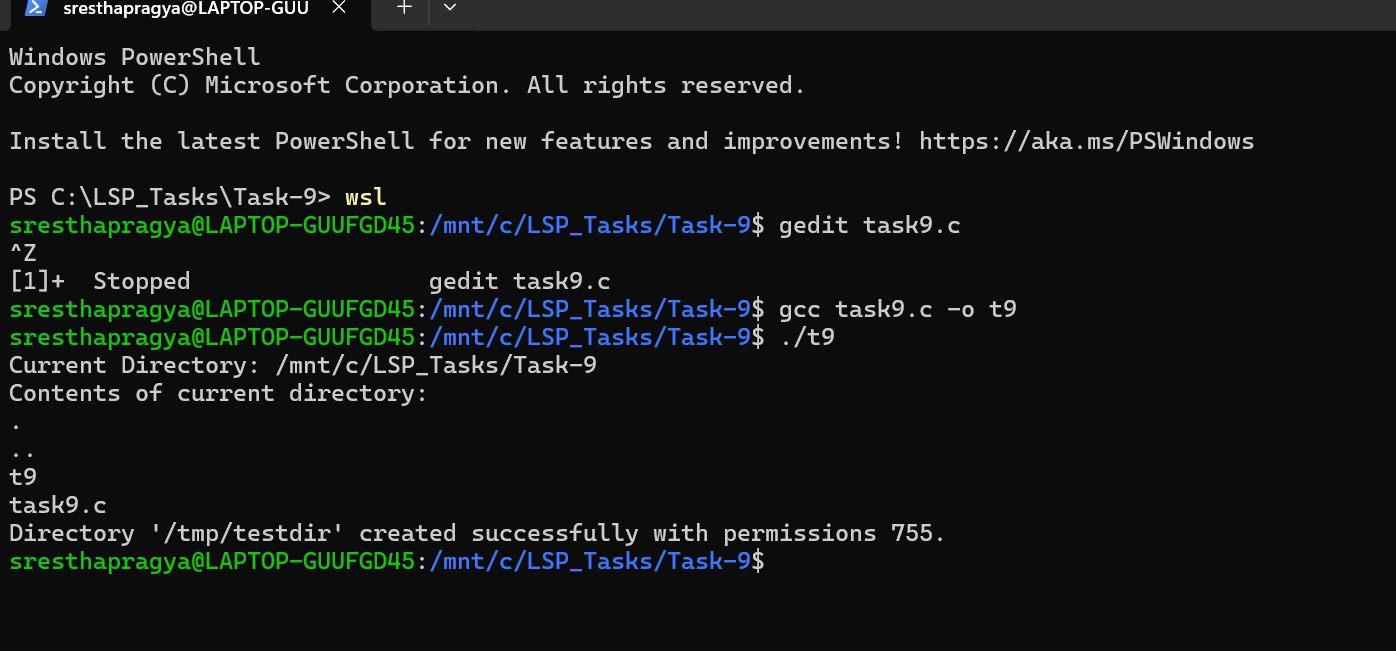 sresthapragya@LAPTOP-GUU
Windows PowerShell
Copyright (C) Microsoft Corporation. All rights reserved.
Install the latest PowerShell for new features and improvements! https://aka.ms/PSWindows
PS C:\LSP_Tasks\Task-9> wsl
sresthapragya@LAPTOP-GUUFGD45:/mnt/c/LSP_Tasks/Task-9$ gedit task9.c
^Z
[1]+  Stopped                 gedit task9.c
sresthapragya@LAPTOP-GUUFGD45:/mnt/c/LSP_Tasks/Task-9$ gcc task9.c -o t9
sresthapragya@LAPTOP-GUUFGD45:/mnt/c/LSP_Tasks/Task-9$ ./t9
Current Directory: /mnt/c/LSP_Tasks/Task-9
Contents of current directory:
.
..
t9
task9.c
Directory '/tmp/testdir' created successfully with permissions 755.
sresthapragya@LAPTOP-GUUFGD45:/mnt/c/LSP_Tasks/Task-9$